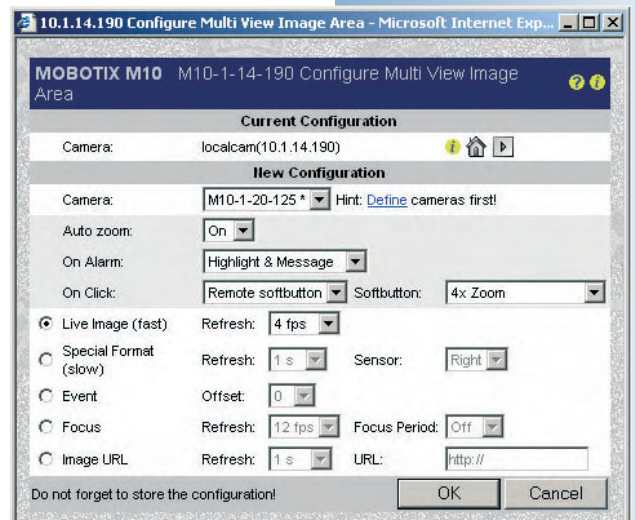 10.1.14.190 Configure Multi View Image Area - Microsoft Internet Exp...
MOBOTIX M10 M10-1-14-190 Configure Multi View Image Area
Current Configuration
Camera: localcam(10.1.14.190)
New Configuration
Camera: M10-1-20-125 * Hint: Define cameras first!
Auto zoom: On
On Alarm: Highlight & Message
On Click: Remote softbutton Softbutton: 4x Zoom
Live Image (fast) Refresh: 4 fps
Special Format (slow) Refresh: 1 s Sensor: Right
Event Offset: 0
Focus Refresh: 12 fps Focus Period: Off
Image URL Refresh: 1 s URL: http://
Do not forget to store the configuration! OK Cancel